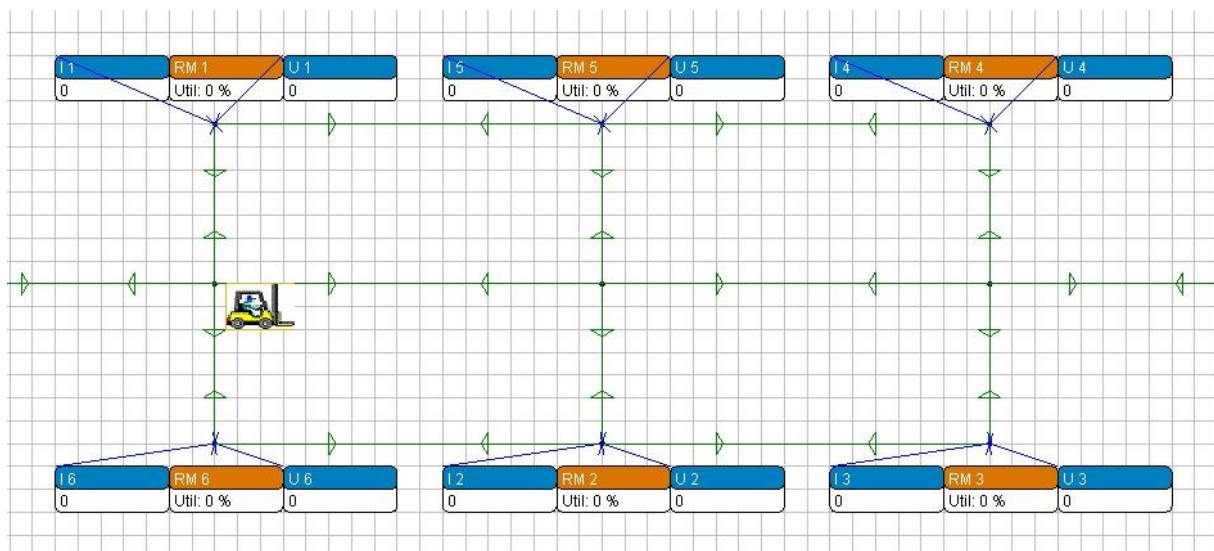 I 1 RM 1 U 1 I 5 RM 5 U 5 I 4 RM 4 U 4
0 Util: 0 % 0 0 Util: 0 % 0 0 Util: 0 % 0
I 6 RM 6 U 6 I 2 RM 2 U 2 I 3 RM 3 U 3
0 Util: 0 % 0 0 Util: 0 % 0 0 Util: 0 % 0